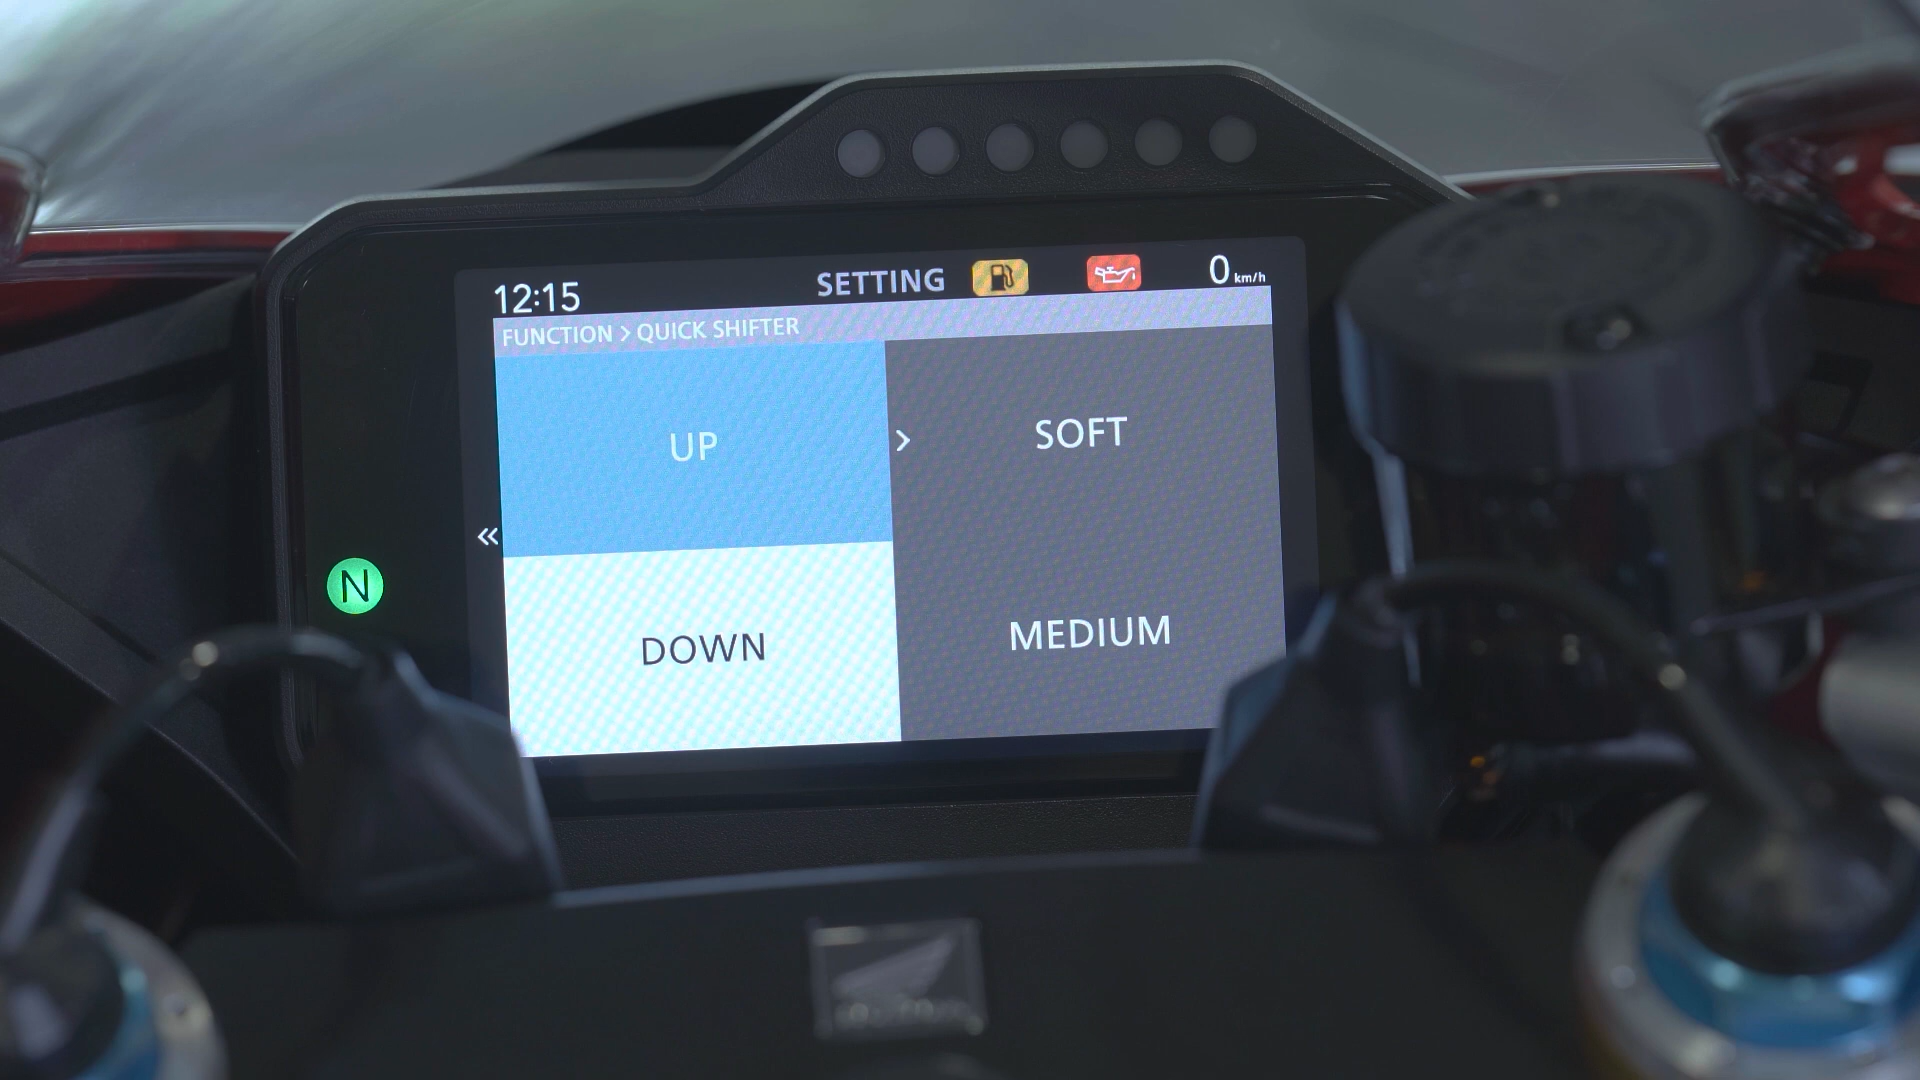 12:15 SETTING 0 km/h
FUNCTION > QUICK SHIFTER
UP > SOFT
«
N
DOWN MEDIUM